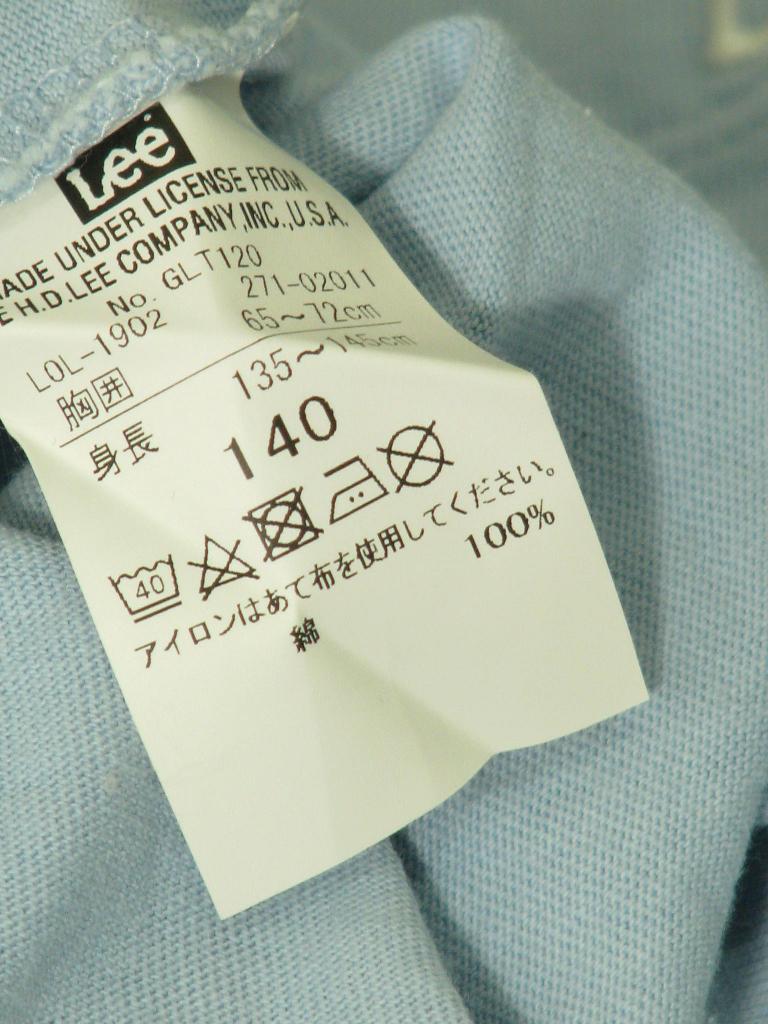 Lee
MADE UNDER LICENSE FROM
E H.D.LEE COMPANY,INC.,U.S.A.
No. GLT120
LOL-1902 271-02011
胸囲 65～72cm
身長 135～145cm
140
40
アイロンはあて布を使用してください。
綿 100%